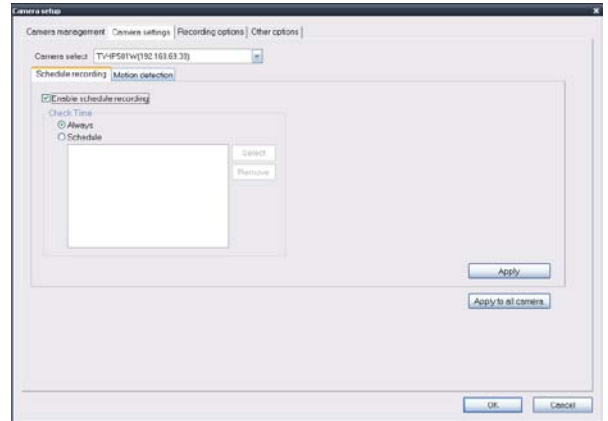 Camera setup
Camera management Camera settings Recording options Other options
Camera select TV-IP501W(192.168.63.33)
Schedule recording Motion detection
Enable schedule recording
Check Time
Always
Schedule
Select
Remove
Apply
Apply to all camera
OK Cancel